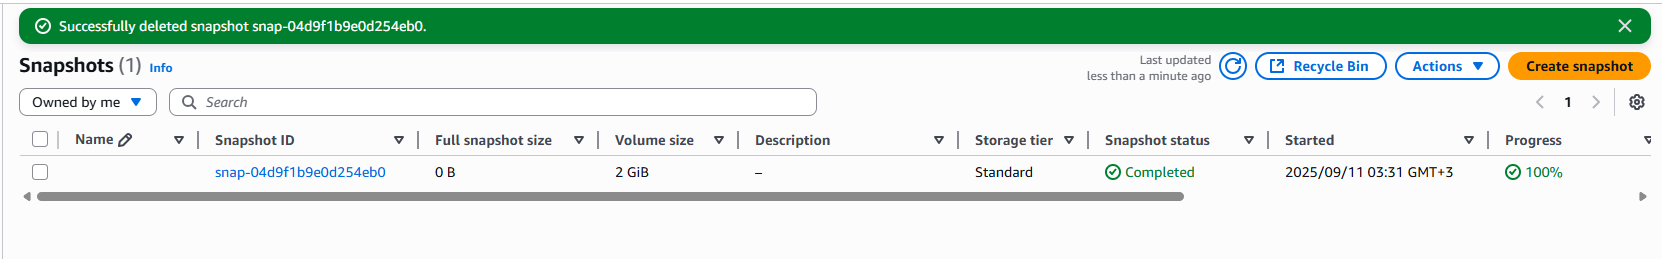 Successfully deleted snapshot snap-04d9f1b9e0d254eb0.
Snapshots (1) Info
Last updated
less than a minute ago
Recycle Bin
Actions
Create snapshot
Owned by me
Search
1
Name Snapshot ID Full snapshot size Volume size Description Storage tier Snapshot status Started Progress
snap-04d9f1b9e0d254eb0 0 B 2 GiB – Standard Completed 2025/09/11 03:31 GMT+3 100%